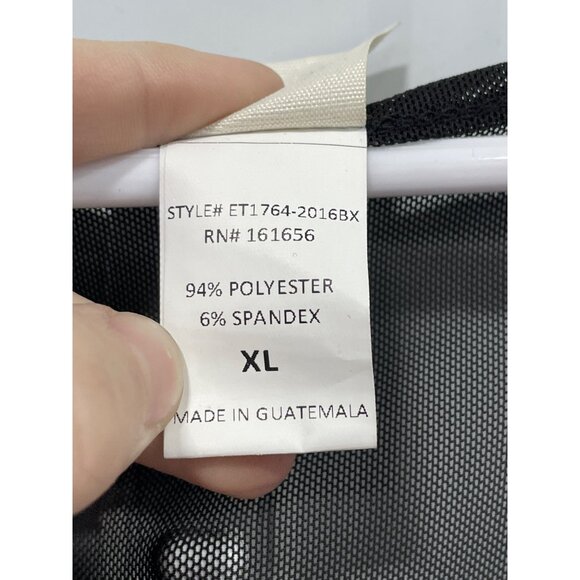 STYLE# ET1764-2016BX
RN# 161656
94% POLYESTER
6% SPANDEX
XL
MADE IN GUATEMALA